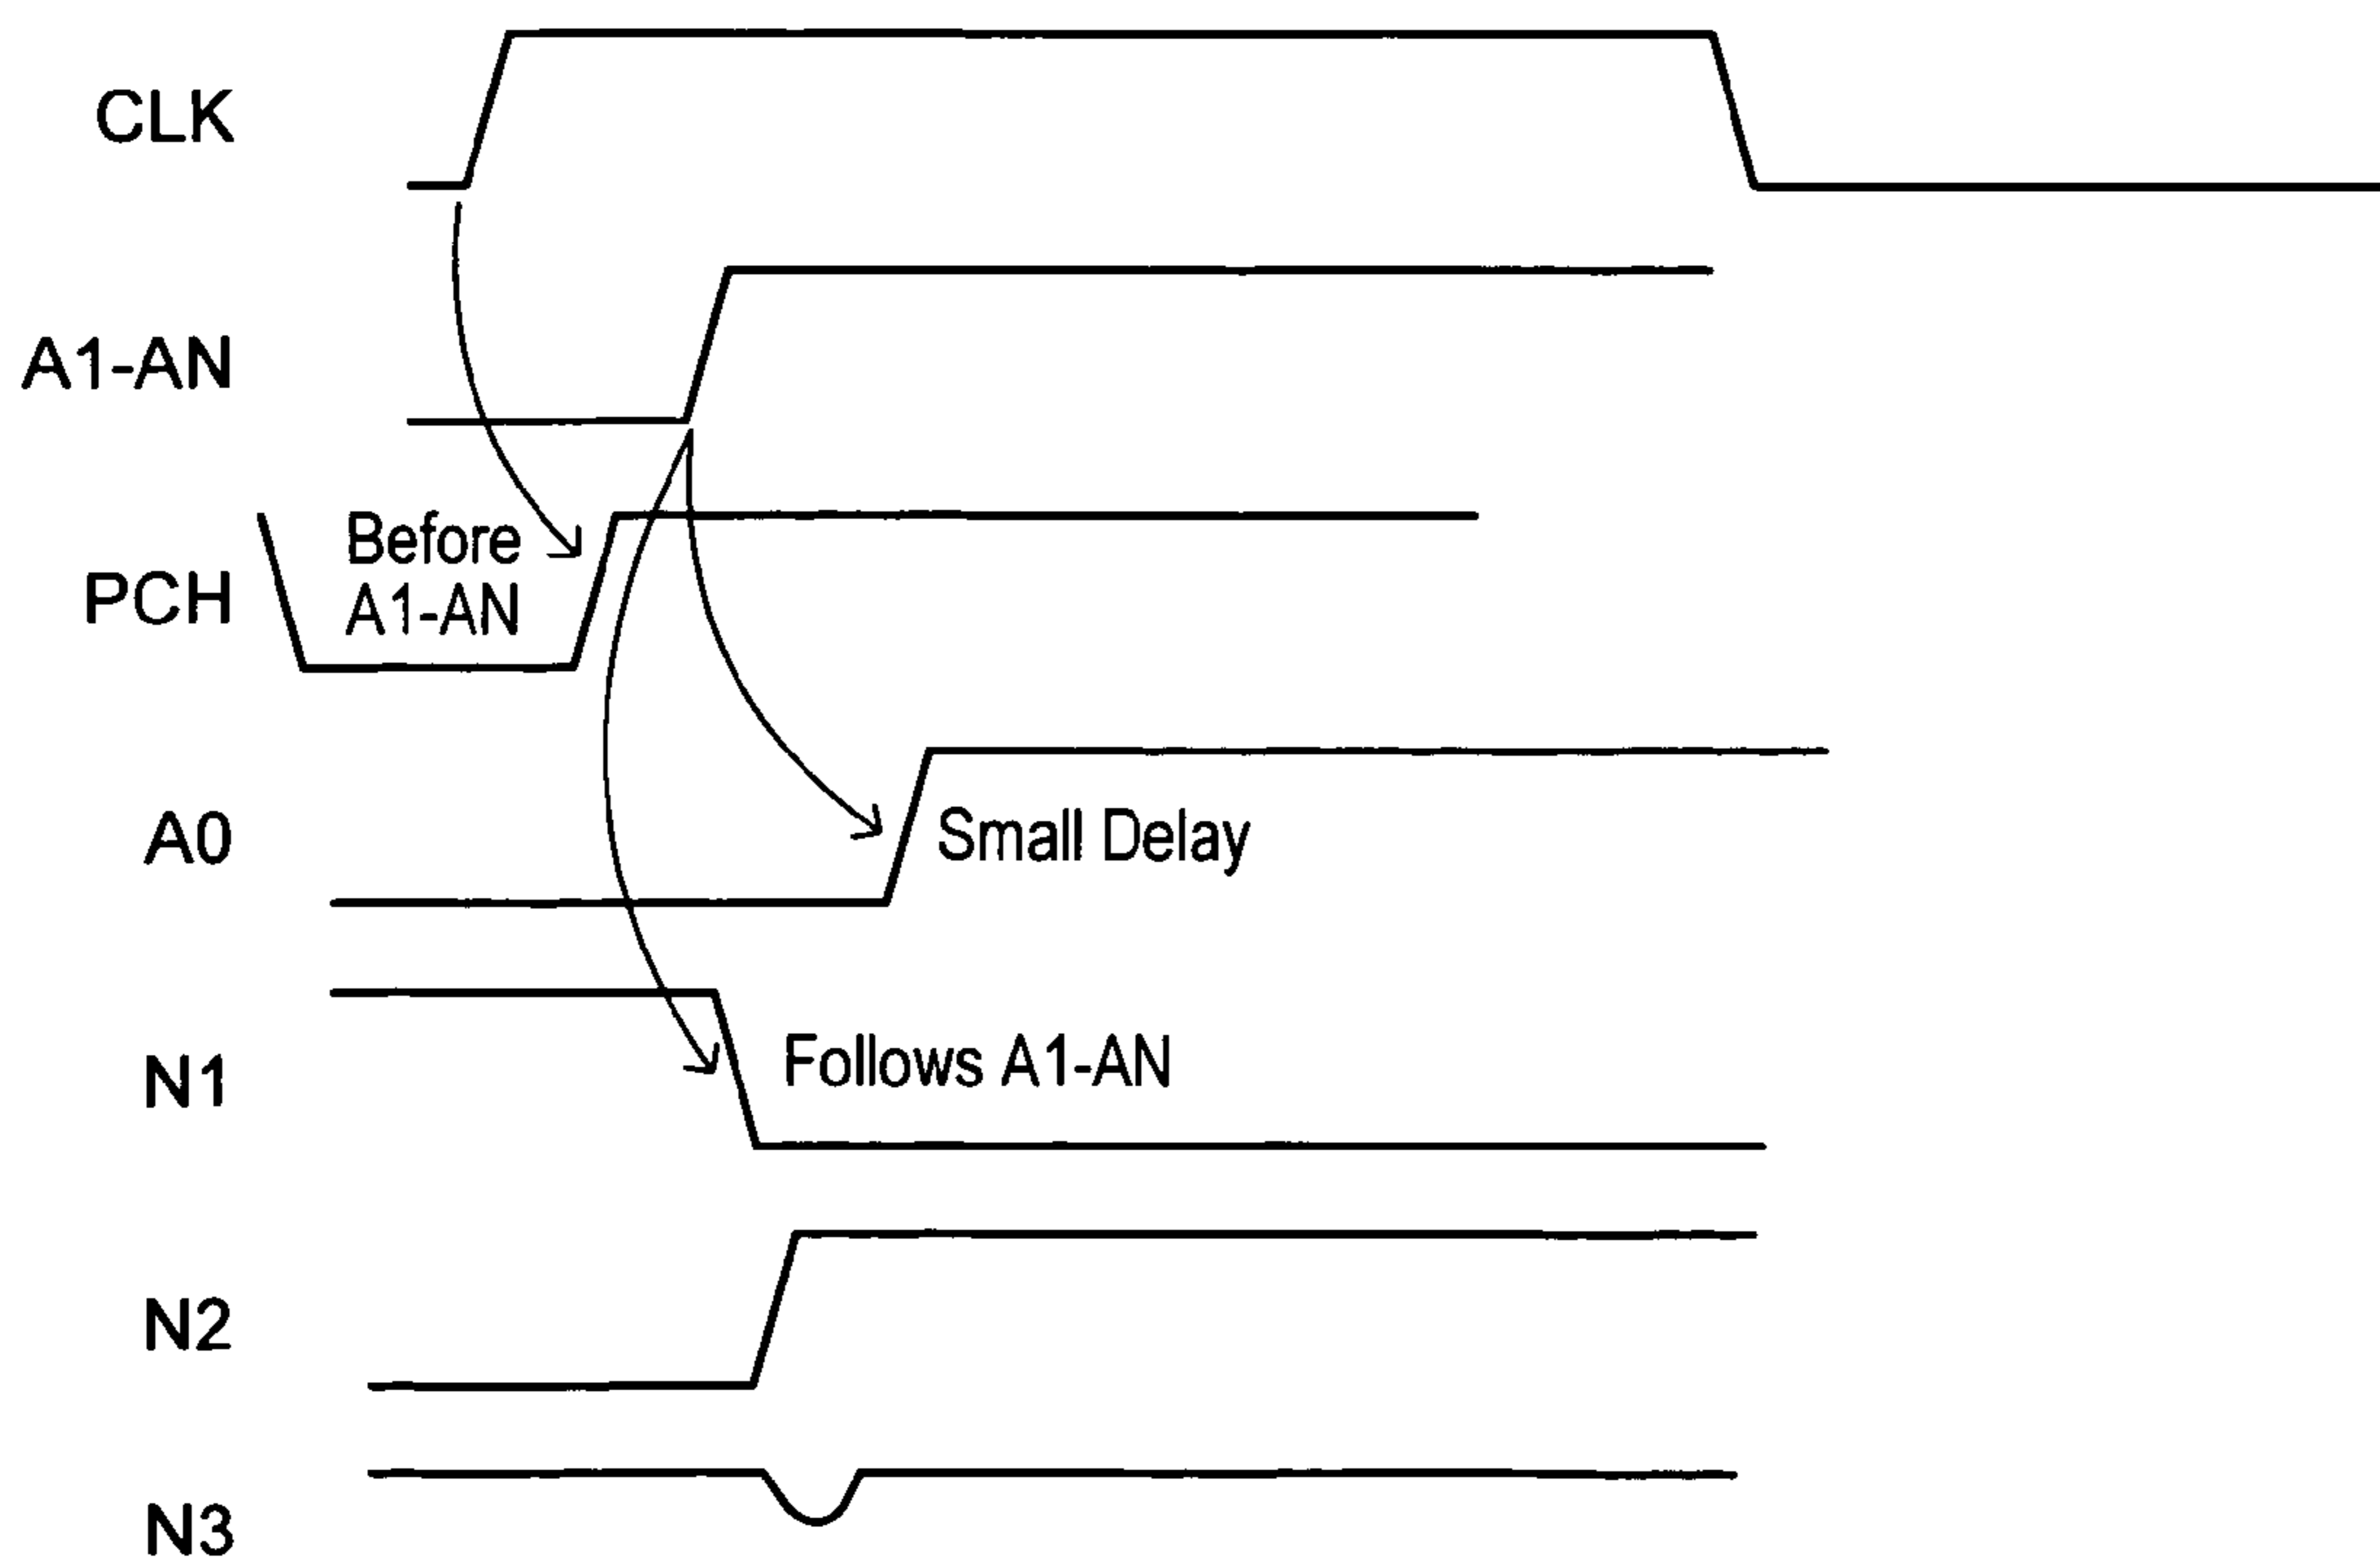 CLK
A1-AN
PCH
Before
A1-AN
A0
Small Delay
N1
Follows A1-AN
N2
N3